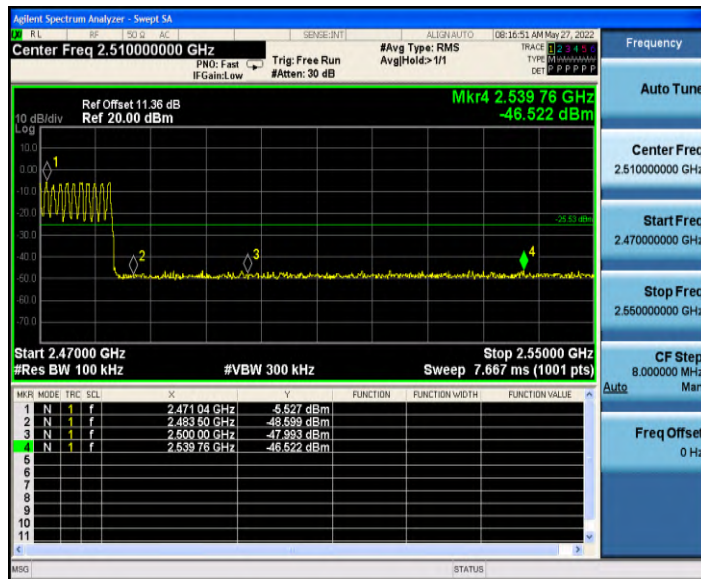 Agilent Spectrum Analyzer - Swept SA
RL RF 50 Ω AC SENSE:INT ALIGN AUTO 08:16:51 AM May 27, 2022
Center Freq 2.510000000 GHz
PNO: Fast
IFGain:Low
Trig: Free Run
#Atten: 30 dB
#Avg Type: RMS
Avg|Hold:>1/1
TRACE 1 2 3 4 5 6
TYPE M
DET P P P P P P
Frequency
Auto Tune
Center Freq
2.510000000 GHz
Start Freq
2.470000000 GHz
Stop Freq
2.550000000 GHz
CF Step
8.000000 MHz
Auto Man
Freq Offset
0 Hz
Mkr4 2.539 76 GHz
-46.522 dBm
Ref Offset 11.36 dB
10 dB/div Ref 20.00 dBm
Log
10.0
0.00
-10.0
-20.0
-30.0
-40.0
-50.0
-60.0
-70.0
1
2
3
4
-25.53 dBm
Start 2.47000 GHz Stop 2.55000 GHz
#Res BW 100 kHz #VBW 300 kHz Sweep 7.667 ms (1001 pts)
MKR MODE TRC SCL X Y FUNCTION FUNCTION WIDTH FUNCTION VALUE
1 N 1 f 2.471 04 GHz -5.527 dBm
2 N 1 f 2.483 50 GHz -48.599 dBm
3 N 1 f 2.500 00 GHz -47.993 dBm
4 N 1 f 2.539 76 GHz -46.522 dBm
5
6
7
8
9
10
11
MSG STATUS